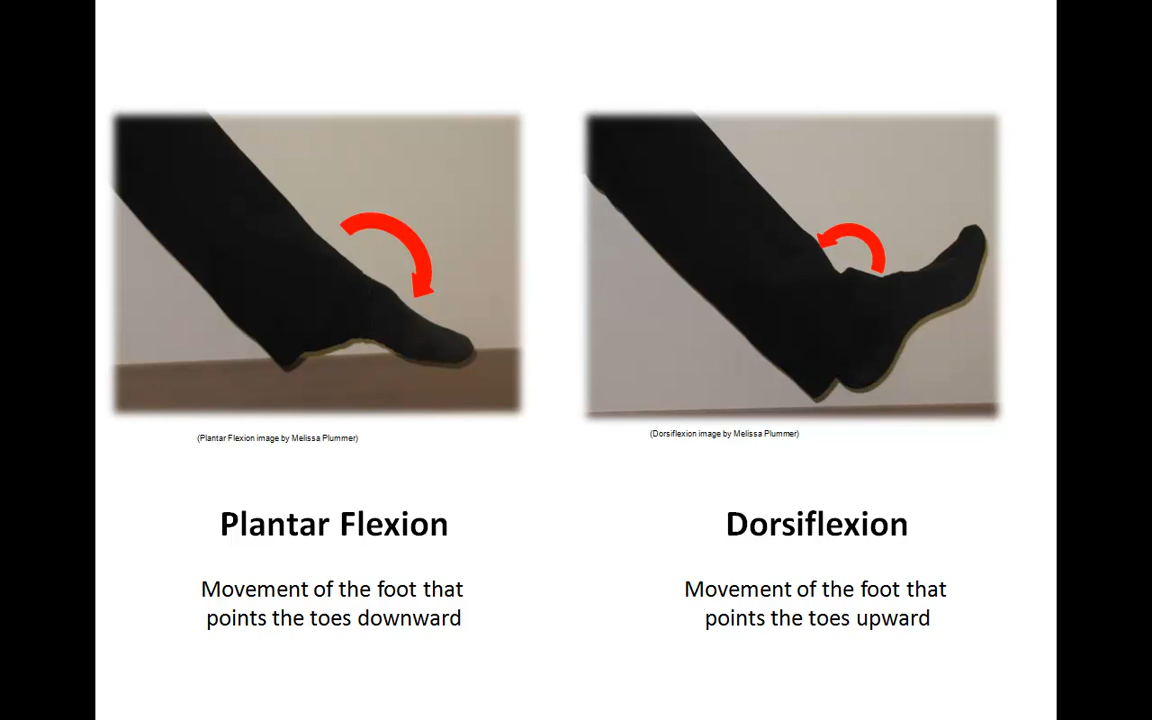 (Plantar Flexion image by Melissa Plummer)
(Dorsiflexion image by Melissa Plummer)
Plantar Flexion
Dorsiflexion
Movement of the foot that
points the toes downward
Movement of the foot that
points the toes upward